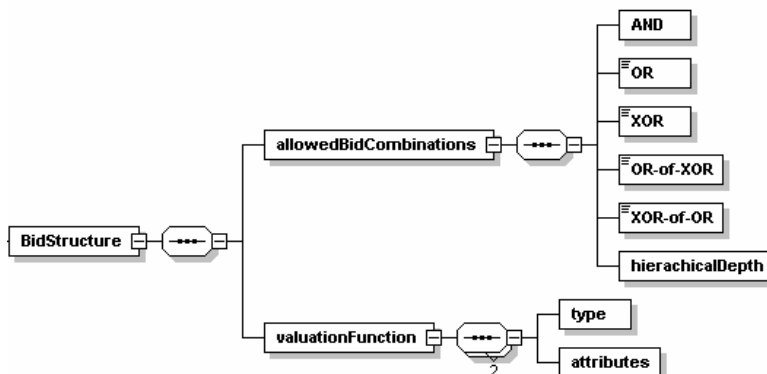 AND
OR
XOR
allowedBidCombinations
OR-of-XOR
XOR-of-OR
BidStructure
hierachicalDepth
type
valuationFunction
2
attributes